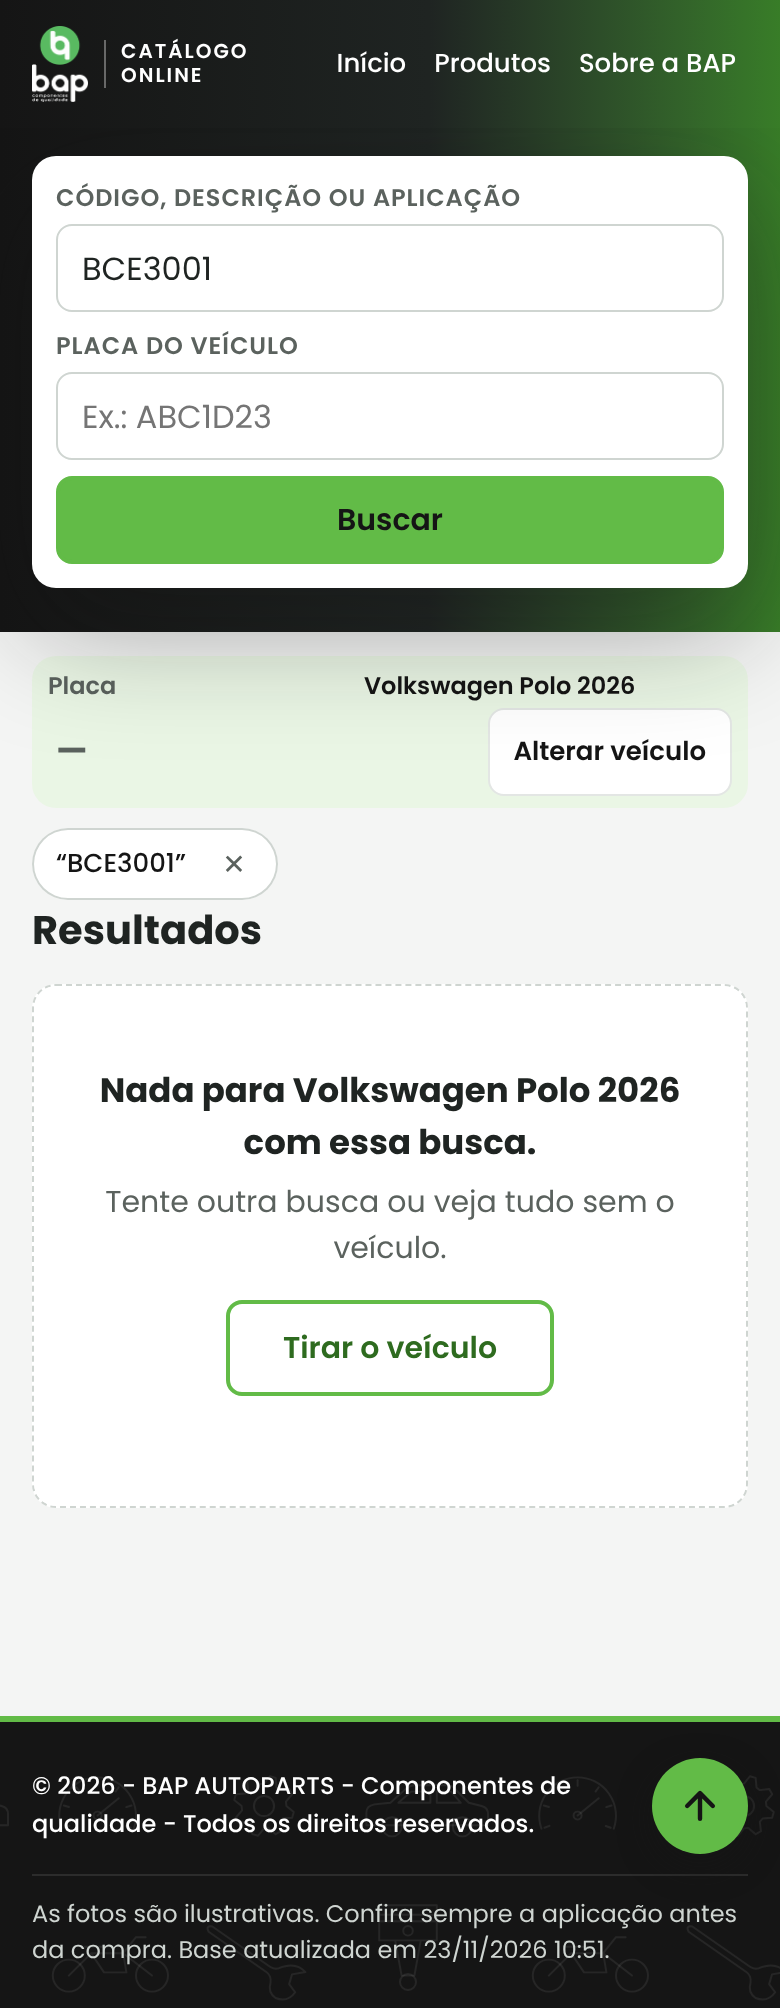 bap
componentes
de qualidade
CATÁLOGO
ONLINE
Início
Produtos
Sobre a BAP
CÓDIGO, DESCRIÇÃO OU APLICAÇÃO
BCE3001
PLACA DO VEÍCULO
Ex.: ABC1D23
Buscar
Placa
Volkswagen Polo 2026
—
Alterar veículo
“BCE3001” ✕
Resultados
Nada para Volkswagen Polo 2026
com essa busca.
Tente outra busca ou veja tudo sem o
veículo.
Tirar o veículo
© 2026 - BAP AUTOPARTS - Componentes de
qualidade - Todos os direitos reservados.
As fotos são ilustrativas. Confira sempre a aplicação antes
da compra. Base atualizada em 23/11/2026 10:51.